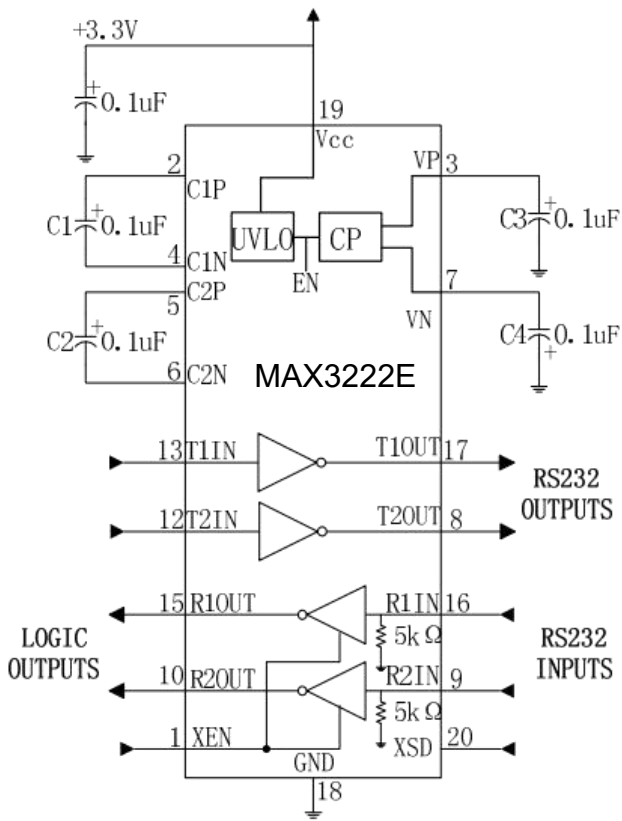 +3.3V
+
0.1uF
19
Vcc
2
C1P
VP 3
C1
+
0.1uF
UVLO
CP
C3
+
0.1uF
4
C1N
EN
C2P
5
7
VN
C2
+
0.1uF
C4
0.1uF
+
6
C2N
MAX3222E
13 T1IN
T1OUT 17
RS232
OUTPUTS
12 T2IN
T2OUT 8
15 R1OUT
R1IN 16
LOGIC
OUTPUTS
5kΩ
RS232
INPUTS
10 R2OUT
R2IN 9
5kΩ
1 XEN
XSD 20
GND
18